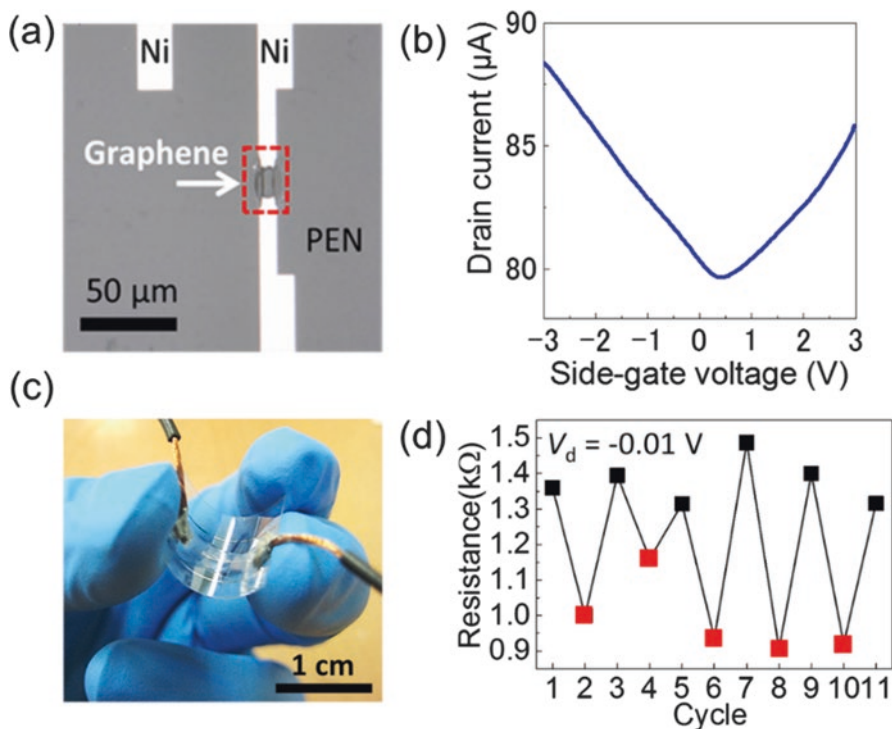 (a)
Ni
Ni
Graphene
PEN
50 μm
(b)
Drain current (μA)
90
85
80
−3
−2
−1
0
1
2
3
Side-gate voltage (V)
(c)
1 cm
(d)
V_d = -0.01 V
Resistance(kΩ)
1.5
1.4
1.3
1.2
1.1
1.0
0.9
1 2 3 4 5 6 7 8 9 10 11
Cycle